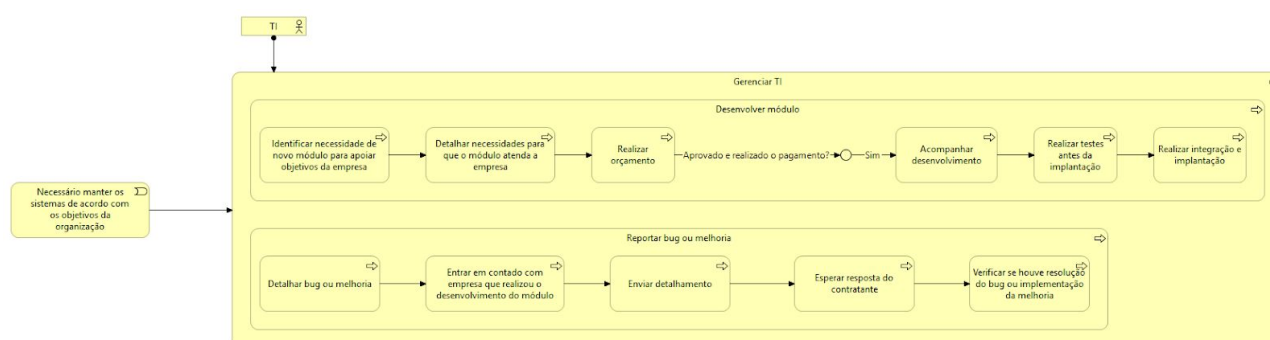 TI
Gerenciar TI
Desenvolver módulo
Identificar necessidade de
novo módulo para apoiar
objetivos da empresa
Detalhar necessidades para
que o módulo atenda a
empresa
Realizar
orçamento
Aprovado e realizado o pagamento?
Sim
Acompanhar
desenvolvimento
Realizar testes
antes da
implantação
Realizar integração e
implantação
Necessário manter os
sistemas de acordo com
os objetivos da
organização
Reportar bug ou melhoria
Detalhar bug ou melhoria
Entrar em contado com
empresa que realizou o
desenvolvimento do módulo
Enviar detalhamento
Esperar resposta do
contratante
Verificar se houve resolução
do bug ou implementação
da melhoria